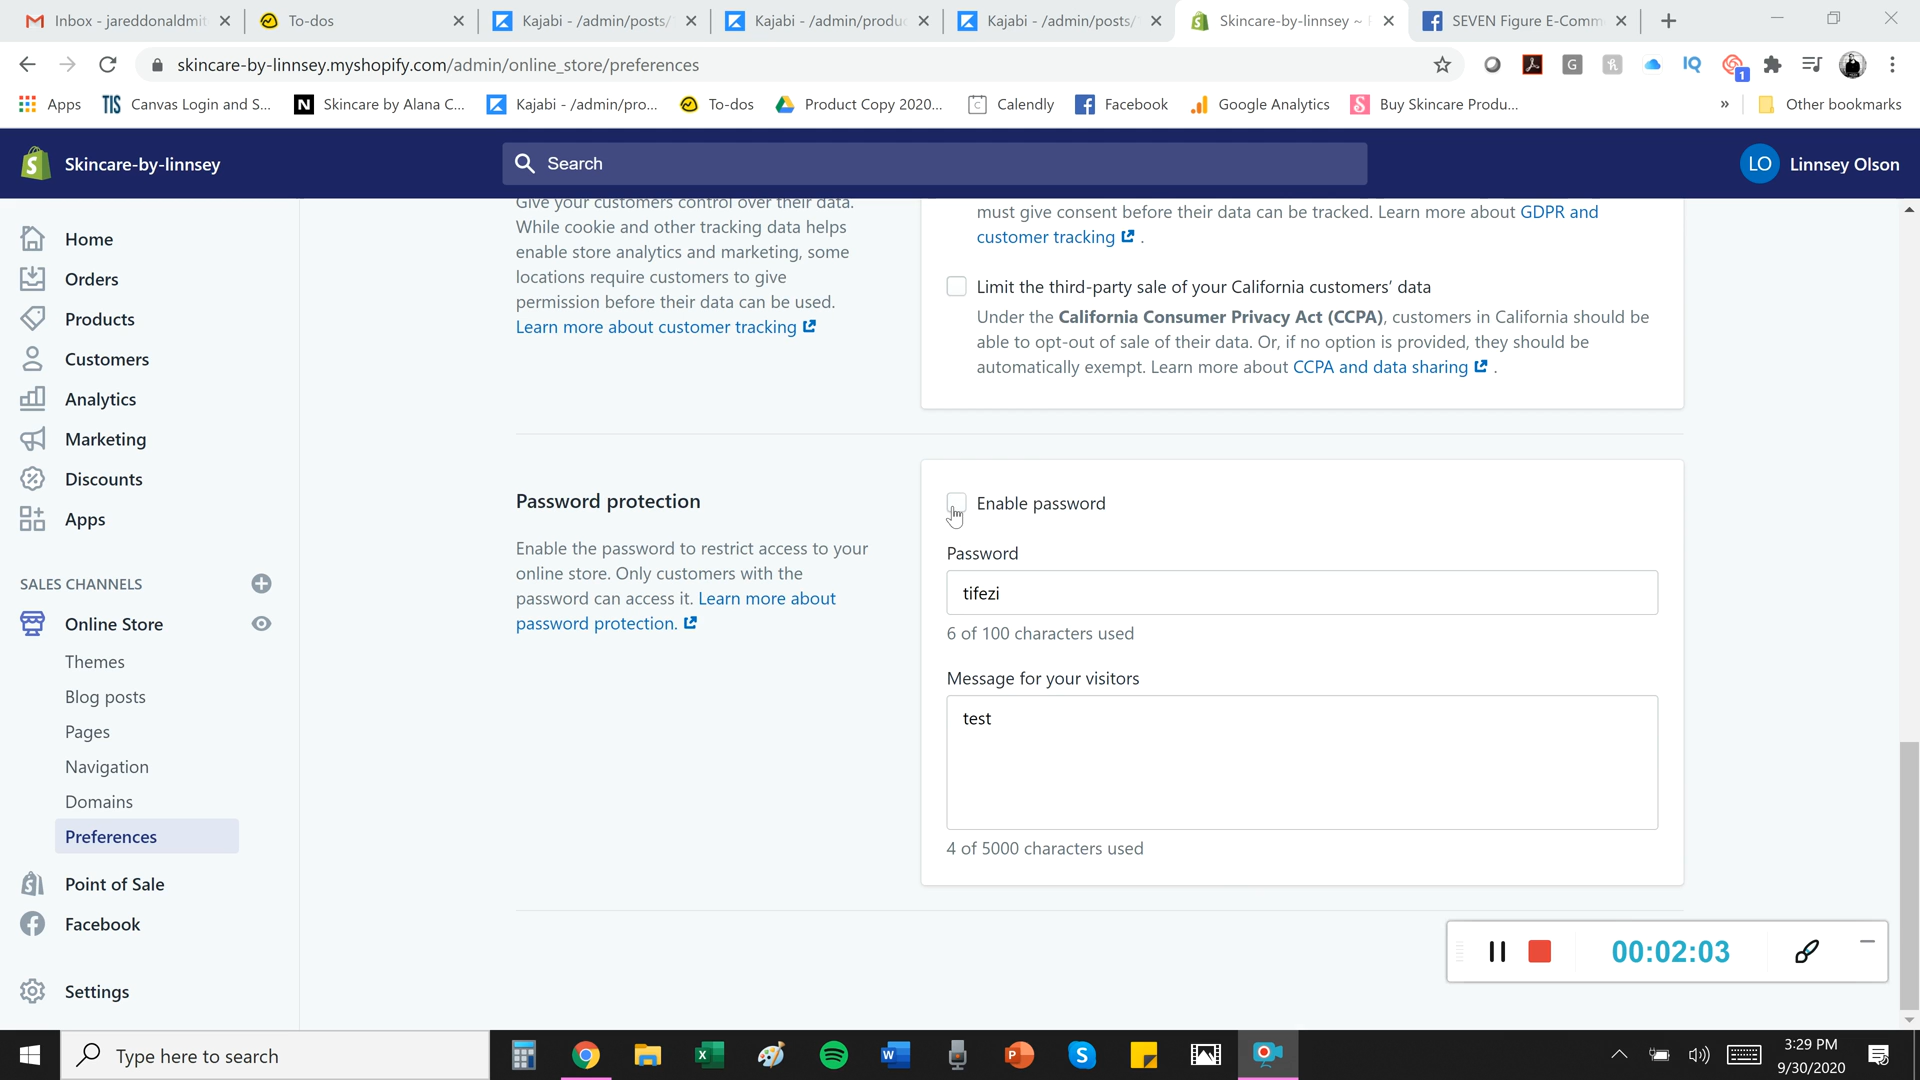 Inbox - jareddonaldmit
To-dos
Kajabi - /admin/posts/
Kajabi - /admin/produc
Kajabi - /admin/posts/
Skincare-by-linnsey ~
SEVEN Figure E-Comm
skincare-by-linnsey.myshopify.com/admin/online_store/preferences
Apps
TIS Canvas Login and S...
N Skincare by Alana C...
Kajabi - /admin/pro...
To-dos
Product Copy 2020...
Calendly
Facebook
Google Analytics
Buy Skincare Produ...
» Other bookmarks
Skincare-by-linnsey
Search
LO Linnsey Olson
Home
Orders
Products
Customers
Analytics
Marketing
Discounts
Apps
SALES CHANNELS
Online Store
Themes
Blog posts
Pages
Navigation
Domains
Preferences
Point of Sale
Facebook
Settings
Give your customers control over their data.
While cookie and other tracking data helps
enable store analytics and marketing, some
locations require customers to give
permission before their data can be used.
Learn more about customer tracking
must give consent before their data can be tracked. Learn more about GDPR and
customer tracking .
Limit the third-party sale of your California customers’ data
Under the California Consumer Privacy Act (CCPA), customers in California should be
able to opt-out of sale of their data. Or, if no option is provided, they should be
automatically exempt. Learn more about CCPA and data sharing .
Password protection
Enable the password to restrict access to your
online store. Only customers with the
password can access it. Learn more about
password protection.
Enable password
Password
tifezi
6 of 100 characters used
Message for your visitors
test
4 of 5000 characters used
00:02:03
Type here to search
3:29 PM
9/30/2020